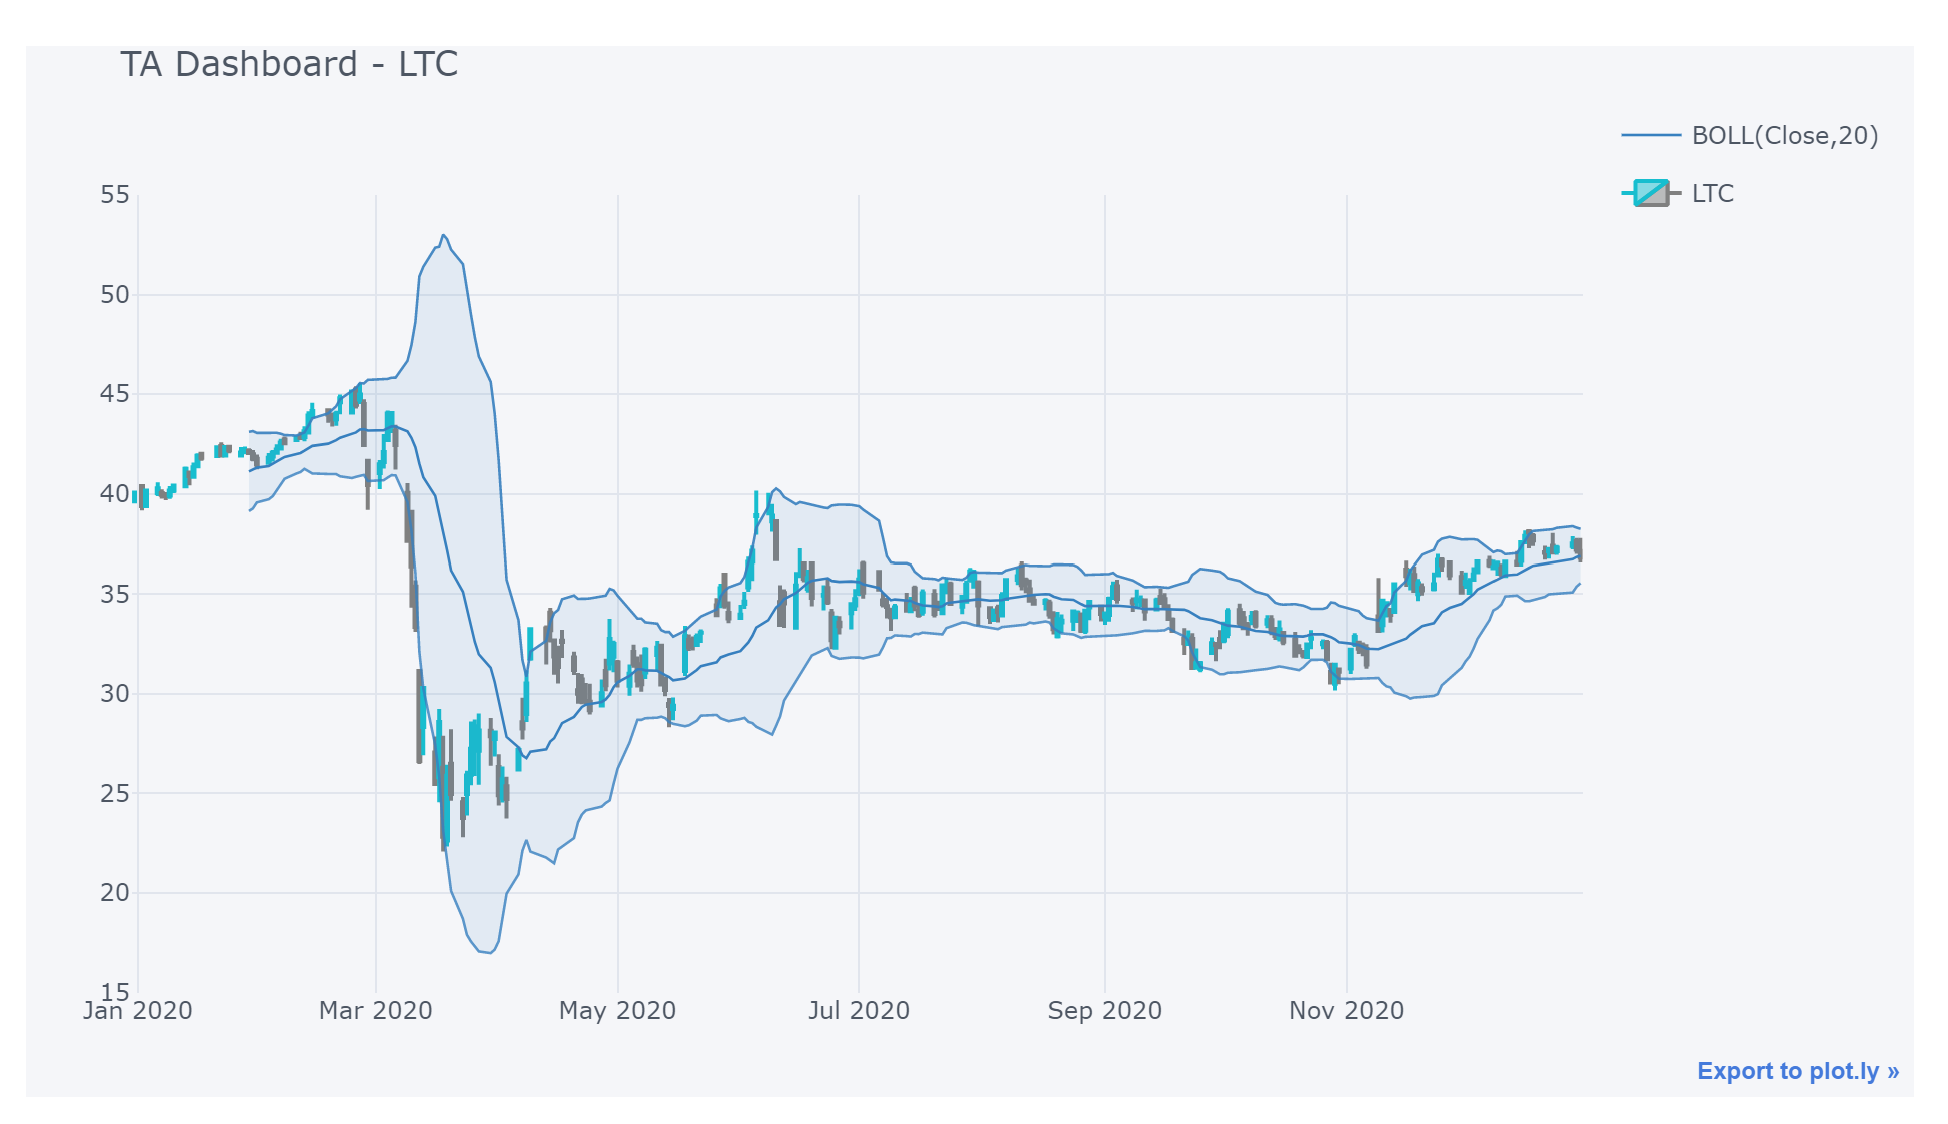 TA Dashboard - LTC
BOLL(Close,20)
LTC
55
50
45
40
35
30
25
20
15
Jan 2020 Mar 2020 May 2020 Jul 2020 Sep 2020 Nov 2020
Export to plot.ly »